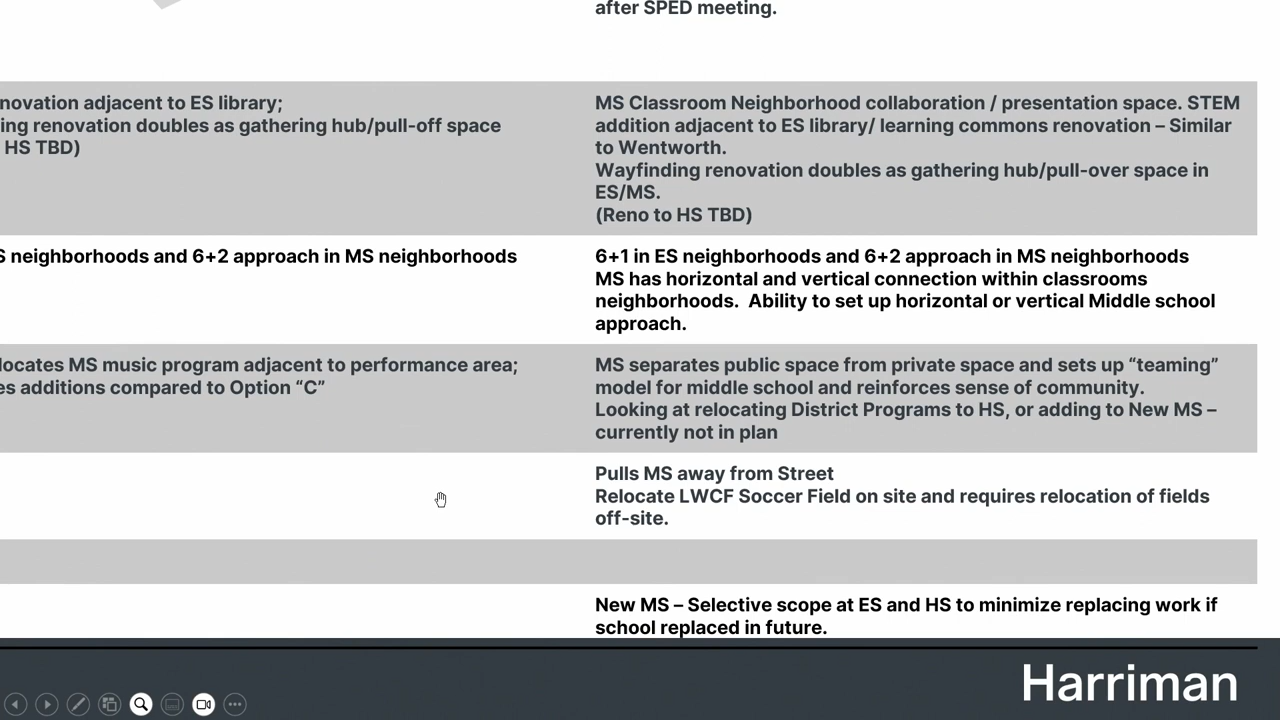 after SPED meeting.
novation adjacent to ES library;
ing renovation doubles as gathering hub/pull-off space
HS TBD)
MS Classroom Neighborhood collaboration / presentation space. STEM
addition adjacent to ES library/ learning commons renovation – Similar
to Wentworth.
Wayfinding renovation doubles as gathering hub/pull-over space in
ES/MS.
(Reno to HS TBD)
S neighborhoods and 6+2 approach in MS neighborhoods
6+1 in ES neighborhoods and 6+2 approach in MS neighborhoods
MS has horizontal and vertical connection within classrooms
neighborhoods.  Ability to set up horizontal or vertical Middle school
approach.
locates MS music program adjacent to performance area;
es additions compared to Option “C”
MS separates public space from private space and sets up “teaming”
model for middle school and reinforces sense of community.
Looking at relocating District Programs to HS, or adding to New MS –
currently not in plan
Pulls MS away from Street
Relocate LWCF Soccer Field on site and requires relocation of fields
off-site.
New MS – Selective scope at ES and HS to minimize replacing work if
school replaced in future.
Harriman